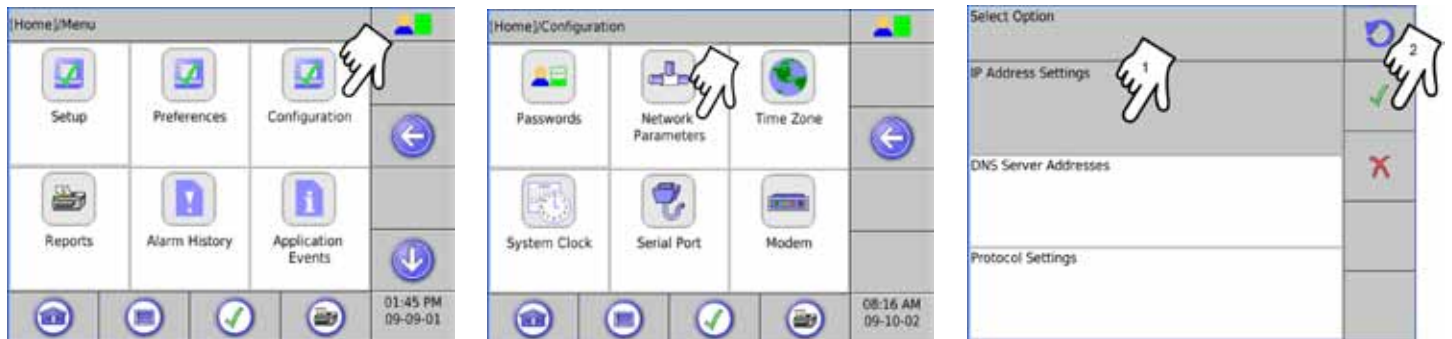 [Home]/Menu
Setup
Preferences
Configuration
Reports
Alarm History
Application
Events
01:45 PM
09-09-01
[Home]/Configuration
Passwords
Network
Parameters
Time Zone
System Clock
Serial Port
Modem
08:16 AM
09-10-02
Select Option
IP Address Settings
1
2
DNS Server Addresses
Protocol Settings